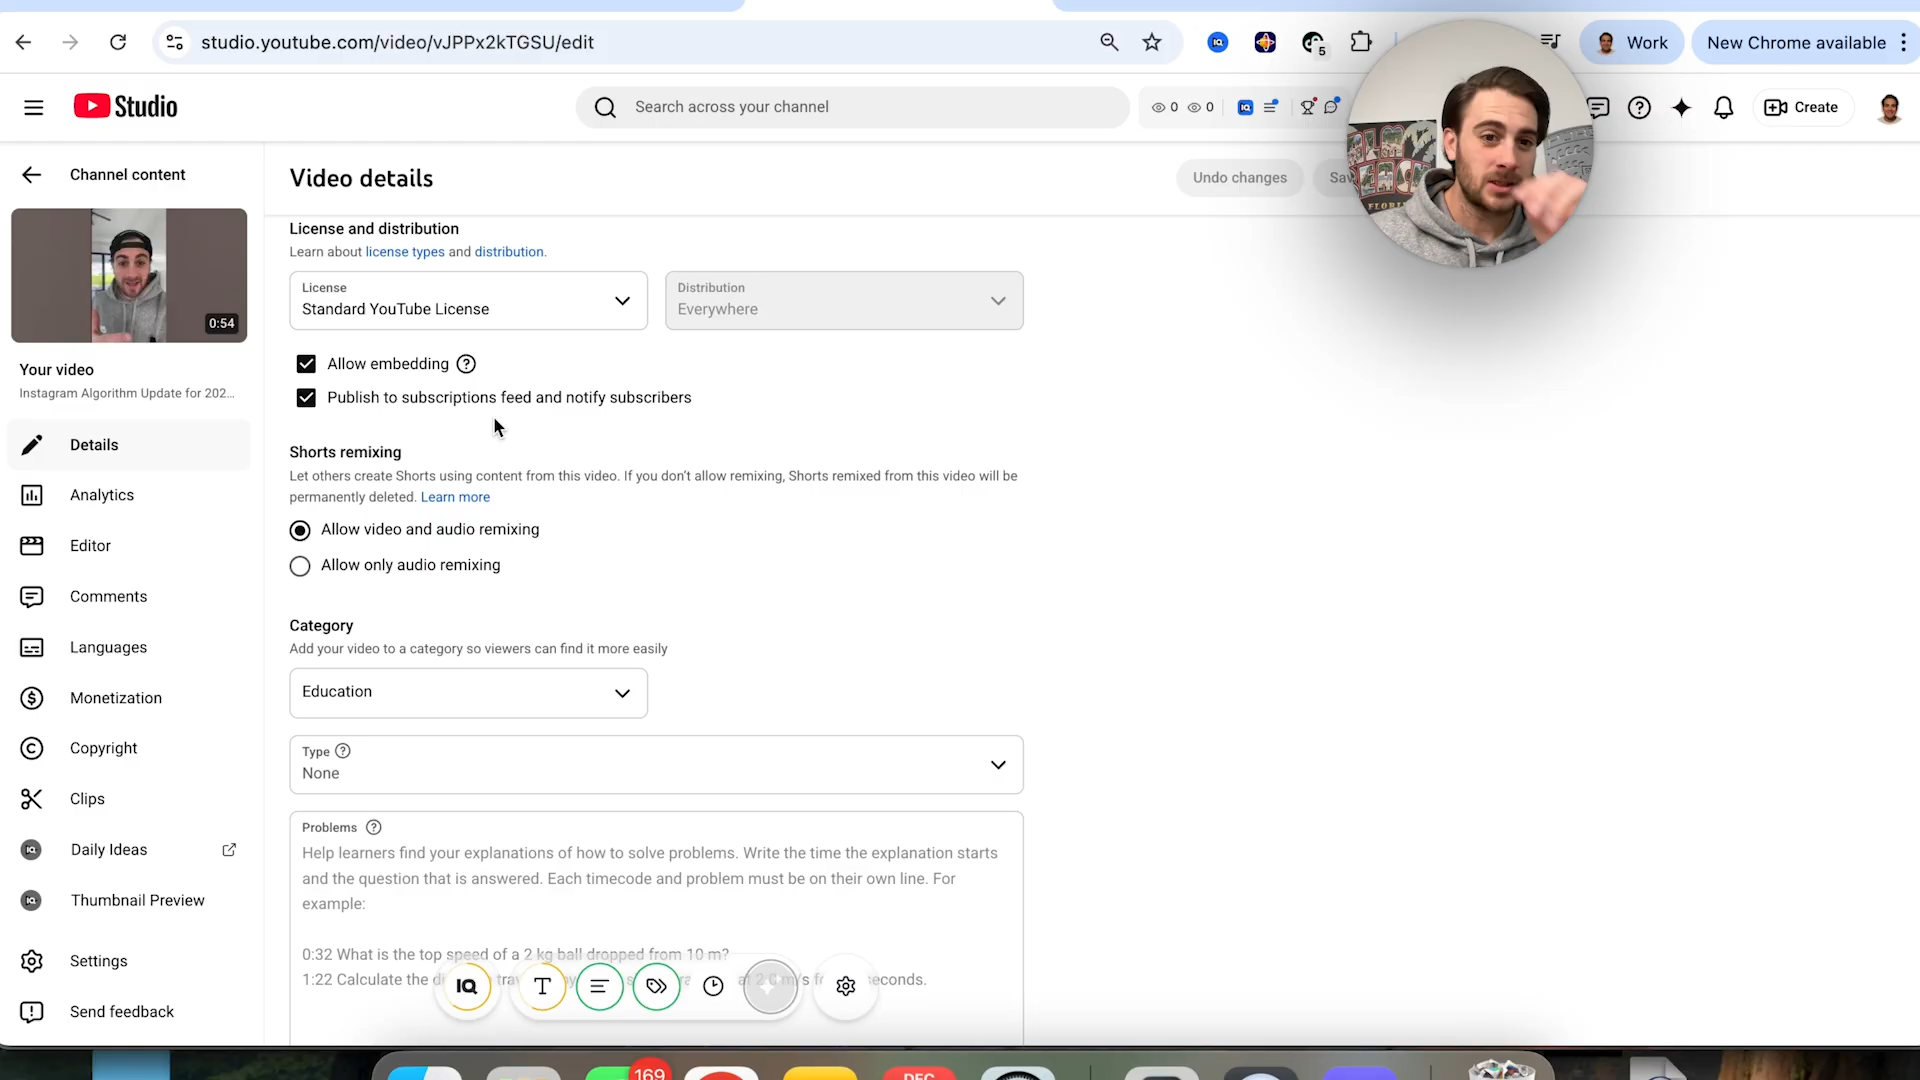 studio.youtube.com/video/vJPPx2kTGSU/edit
5
Work
New Chrome available
Studio
Search across your channel
0
0
Create
Channel content
Video details
Undo changes
0:54
Your video
Instagram Algorithm Update for 202...
Details
Analytics
Editor
Comments
Languages
Monetization
Copyright
Clips
Daily Ideas
Thumbnail Preview
Settings
Send feedback
License and distribution
Learn about license types and distribution.
License
Standard YouTube License
Distribution
Everywhere
Allow embedding
Publish to subscriptions feed and notify subscribers
Shorts remixing
Let others create Shorts using content from this video. If you don't allow remixing, Shorts remixed from this video will be
permanently deleted. Learn more
Allow video and audio remixing
Allow only audio remixing
Category
Add your video to a category so viewers can find it more easily
Education
Type
None
Problems
Help learners find your explanations of how to solve problems. Write the time the explanation starts
and the question that is answered. Each timecode and problem must be on their own line. For
example:
0:32 What is the top speed of a 2 kg ball dropped from 10 m?
1:22 Calculate the
IQ
T
169
DEC